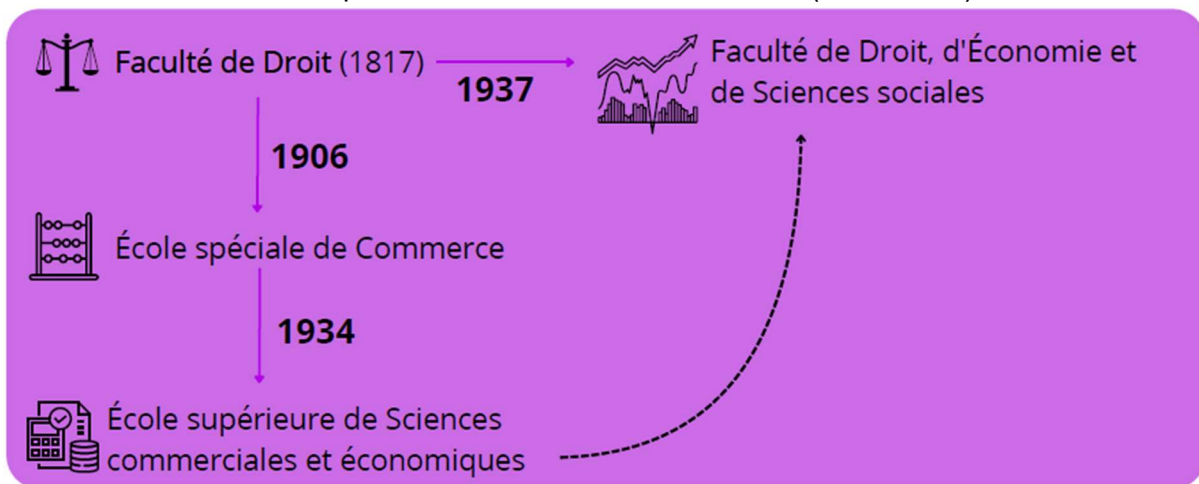 Faculté de Droit (1817)
1937
Faculté de Droit, d'Économie et
de Sciences sociales
1906
École spéciale de Commerce
1934
École supérieure de Sciences
commerciales et économiques